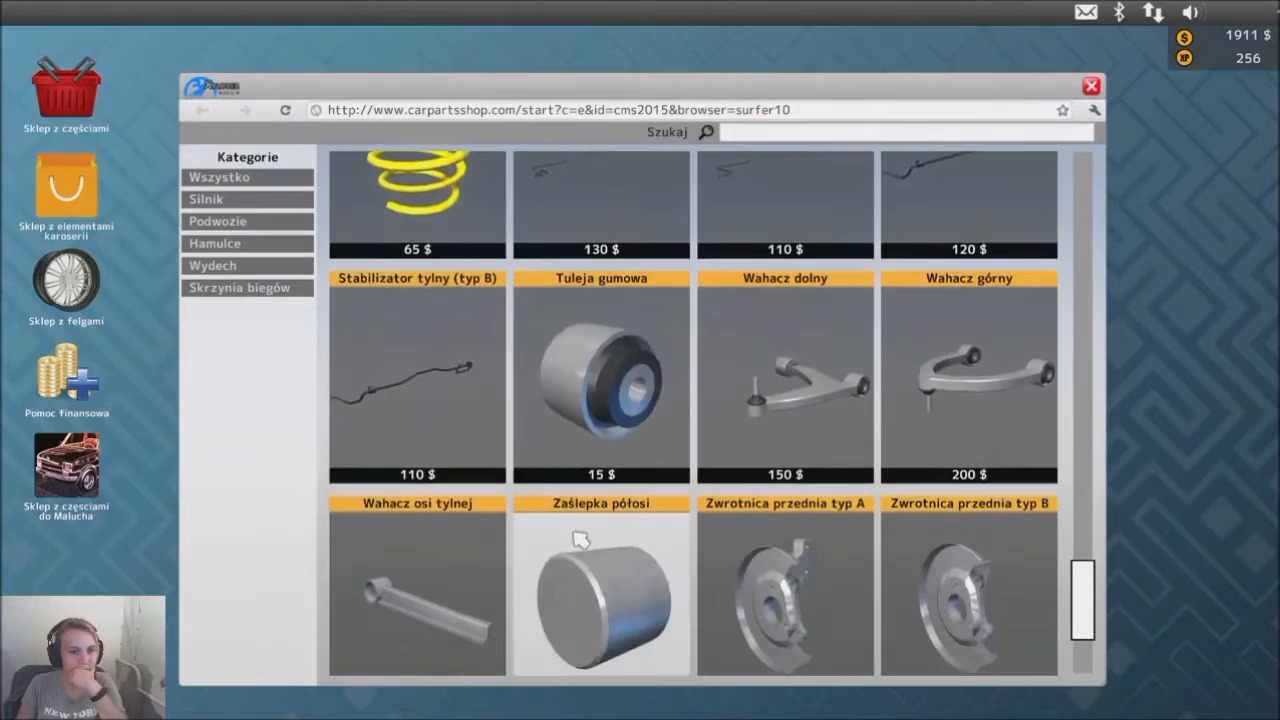 1911 $
256
http://www.carpartsshop.com/start?c=e&id=cms2015&browser=surfer10
Szukaj
Sklep z częściami
Sklep z elementami
karoserii
Sklep z felgami
Pomoc finansowa
Sklep z częsciami
do Malucha
Kategorie
Wszystko
Silnik
Podwozie
Hamulce
Wydech
Skrzynia biegów
65 $
130 $
110 $
120 $
Stabilizator tylny (typ B)
Tuleja gumowa
Wahacz dolny
Wahacz górny
110 $
15 $
150 $
200 $
Wahacz osi tylnej
Zaślepka półosi
Zwrotnica przednia typ A
Zwrotnica przednia typ B
NEW YORK
XP
$